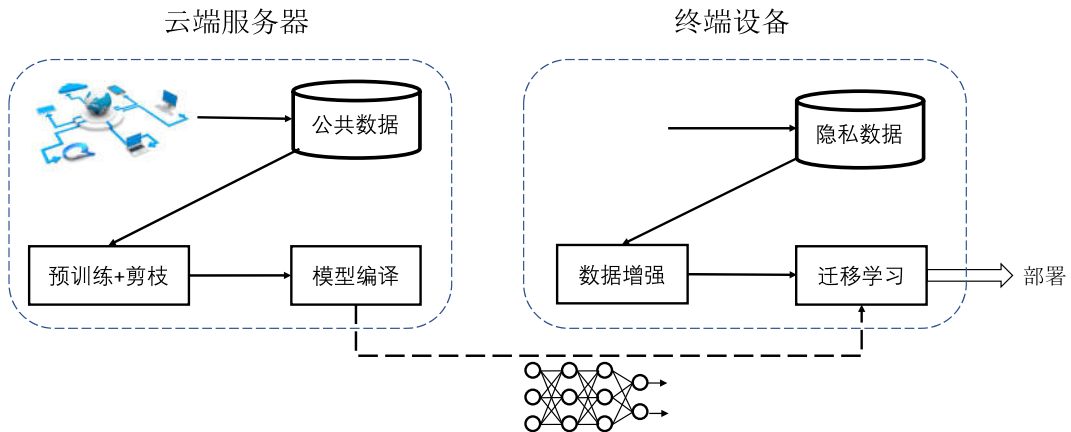 云端服务器
终端设备
公共数据
隐私数据
预训练+剪枝
模型编译
数据增强
迁移学习
部署